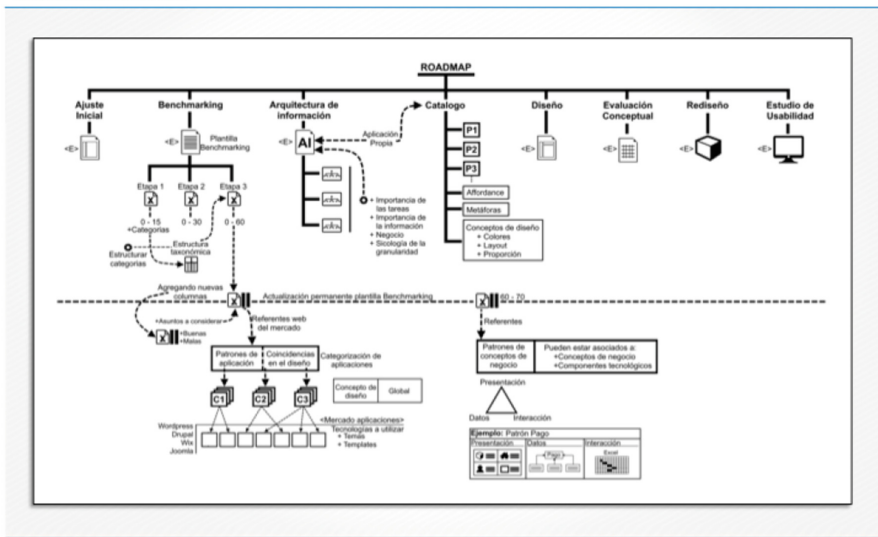 ROADMAP
Ajuste
Inicial
<E>
Benchmarking
<E>
Plantilla
Benchmarking
Etapa 1
Etapa 2
Etapa 3
X
X
X
0 - 15
+Categorías
0 - 30
0 - 60
Estructurar
categorías
Estructura
taxonómica
Arquitectura de
información
<E>
AI
Aplicación
Propia
+ Importancia de
las tareas
+ Importancia de
la información
+ Negocio
+ Sicología de la
granularidad
Catalogo
P1
P2
P3
Affordance
Metáforas
Conceptos de diseño
+ Colores
+ Layout
+ Proporción
Diseño
<E>
Evaluación
Conceptual
<E>
Rediseño
<E>
Estudio de
Usabilidad
<E>
Agregando nuevas
columnas
X
Actualización permanente plantilla Benchmarking
X
60 - 70
+Asuntos a considerar
X
+Buenas
+Malas
Referentes web
del mercado
Patrones de
aplicación
Coincidencias
en el diseño
Categorización de
aplicaciones
C1
C2
C3
Concepto de
diseño
Global
<Mercado aplicaciones>
Tecnologías a utilizar
+ Temas
+ Templates
Wordpress
Drupal
Wix
Joomla
Referentes
Patrones de
conceptos de
negocio
Pueden estar asociados a:
+Conceptos de negocio
+Componentes tecnológicos
Presentación
Datos
Interacción
Ejemplo: Patrón Pago
Presentación
Datos
Interacción
Pago
Excel